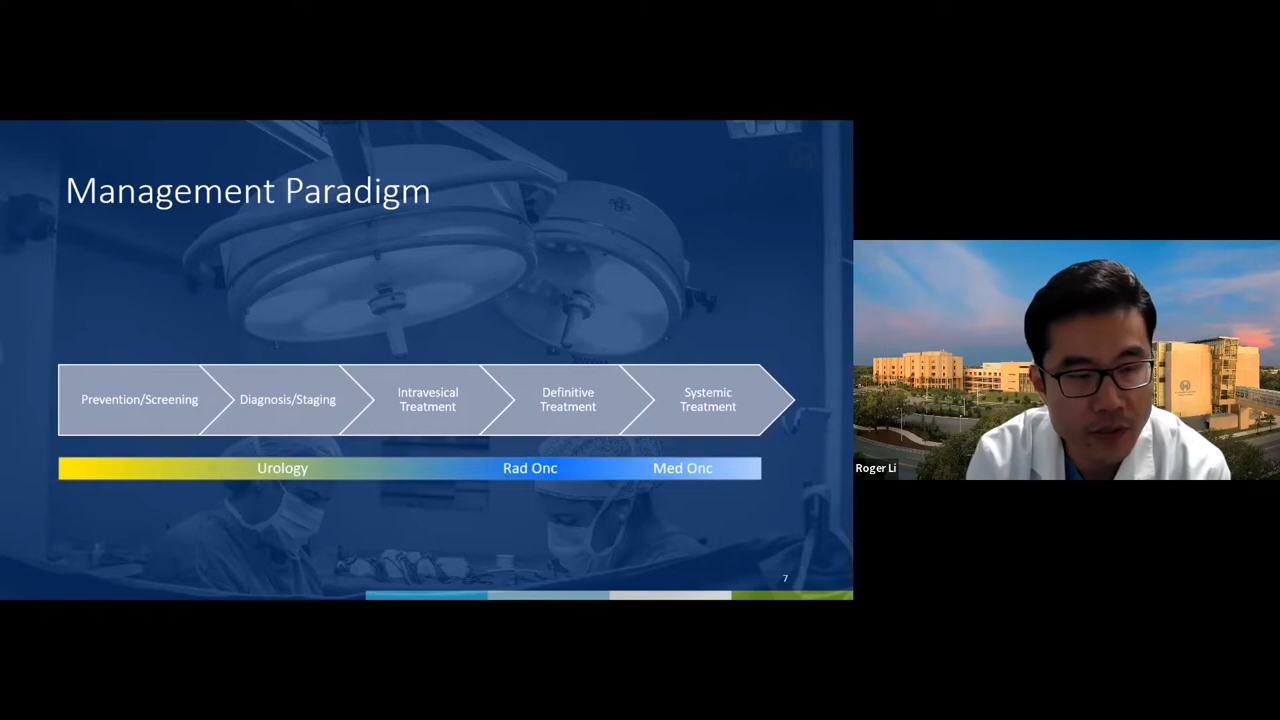 Management Paradigm
Prevention/Screening
Diagnosis/Staging
Intravesical
Treatment
Definitive
Treatment
Systemic
Treatment
Urology
Rad Onc
Med Onc
7
Roger Li